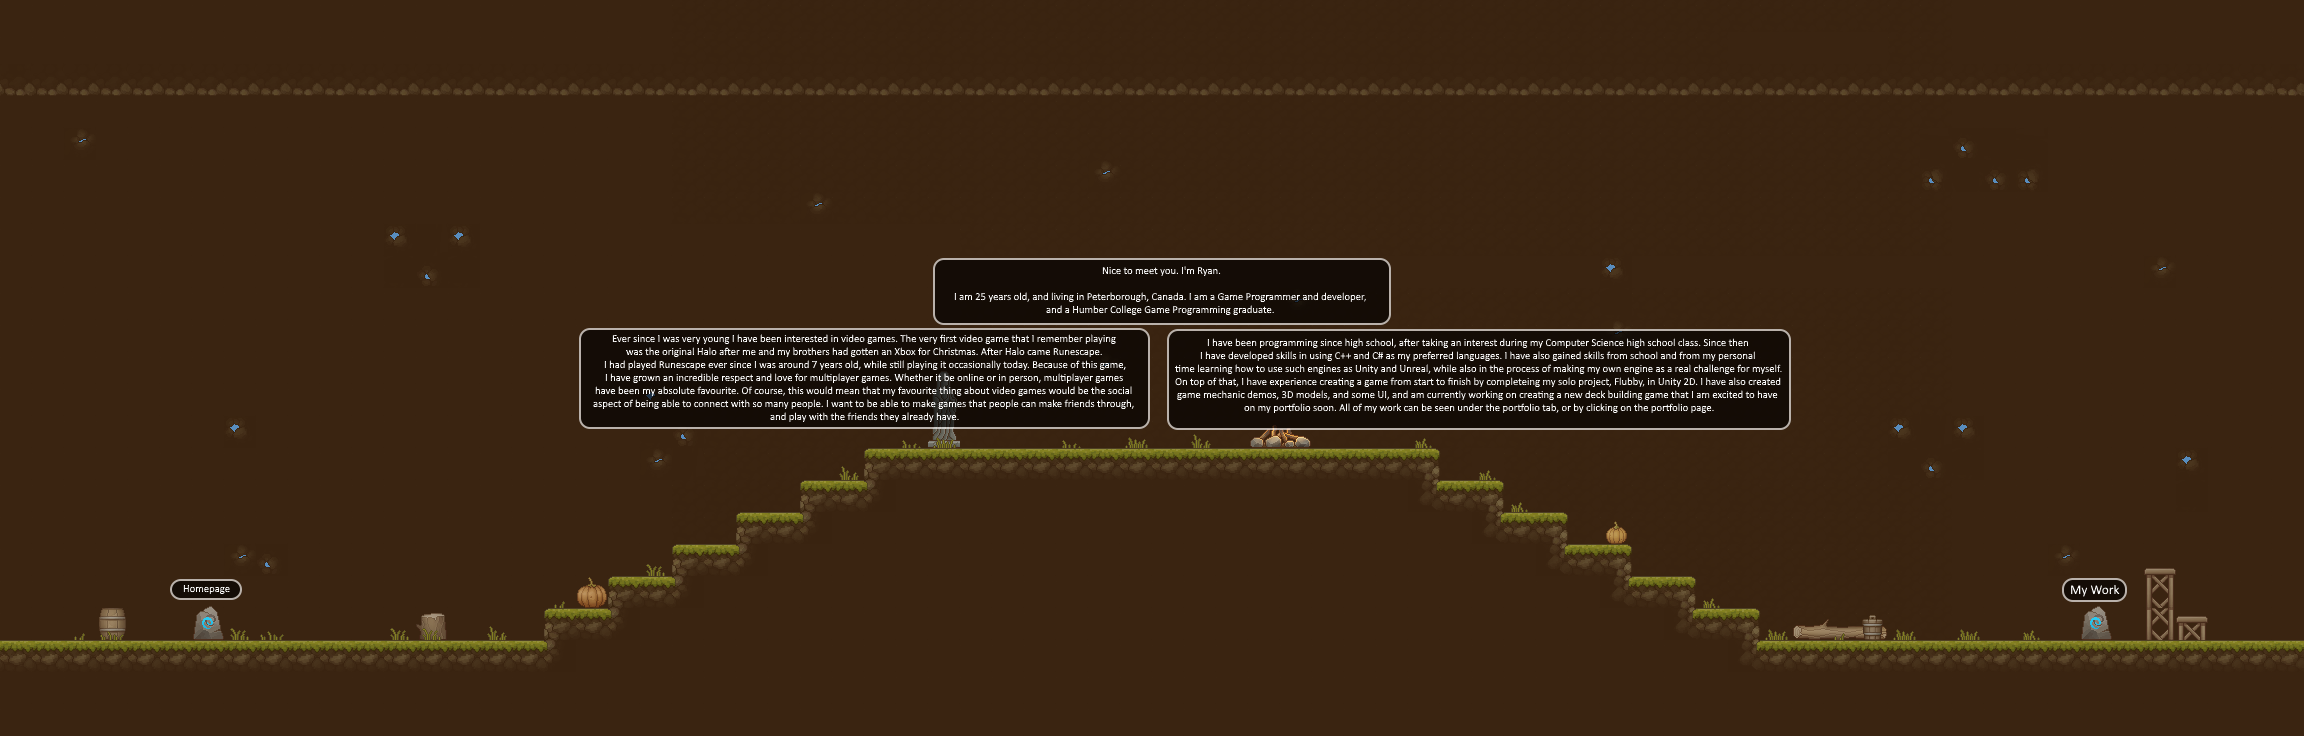 Nice to meet you. I'm Ryan.
I am 25 years old, and living in Peterborough, Canada. I am a Game Programmer and developer,
and a Humber College Game Programming graduate.
Ever since I was very young I have been interested in video games. The very first video game that I remember playing
was the original Halo after me and my brothers had gotten an Xbox for Christmas. After Halo came Runescape.
I had played Runescape ever since I was around 7 years old, while still playing it occasionally today. Because of this game,
I have grown an incredible respect and love for multiplayer games. Whether it be online or in person, multiplayer games
have been my absolute favourite. Of course, this would mean that my favourite thing about video games would be the social
aspect of being able to connect with so many people. I want to be able to make games that people can make friends through,
and play with the friends they already have.
I have been programming since high school, after taking an interest during my Computer Science high school class. Since then
I have developed skills in using C++ and C# as my preferred languages. I have also gained skills from school and from my personal
time learning how to use such engines as Unity and Unreal, while also in the process of making my own engine as a real challenge for myself.
On top of that, I have experience creating a game from start to finish by completeing my solo project, Flubby, in Unity 2D. I have also created
game mechanic demos, 3D models, and some UI, and am currently working on creating a new deck building game that I am excited to have
on my portfolio soon. All of my work can be seen under the portfolio tab, or by clicking on the portfolio page.
Homepage
My Work